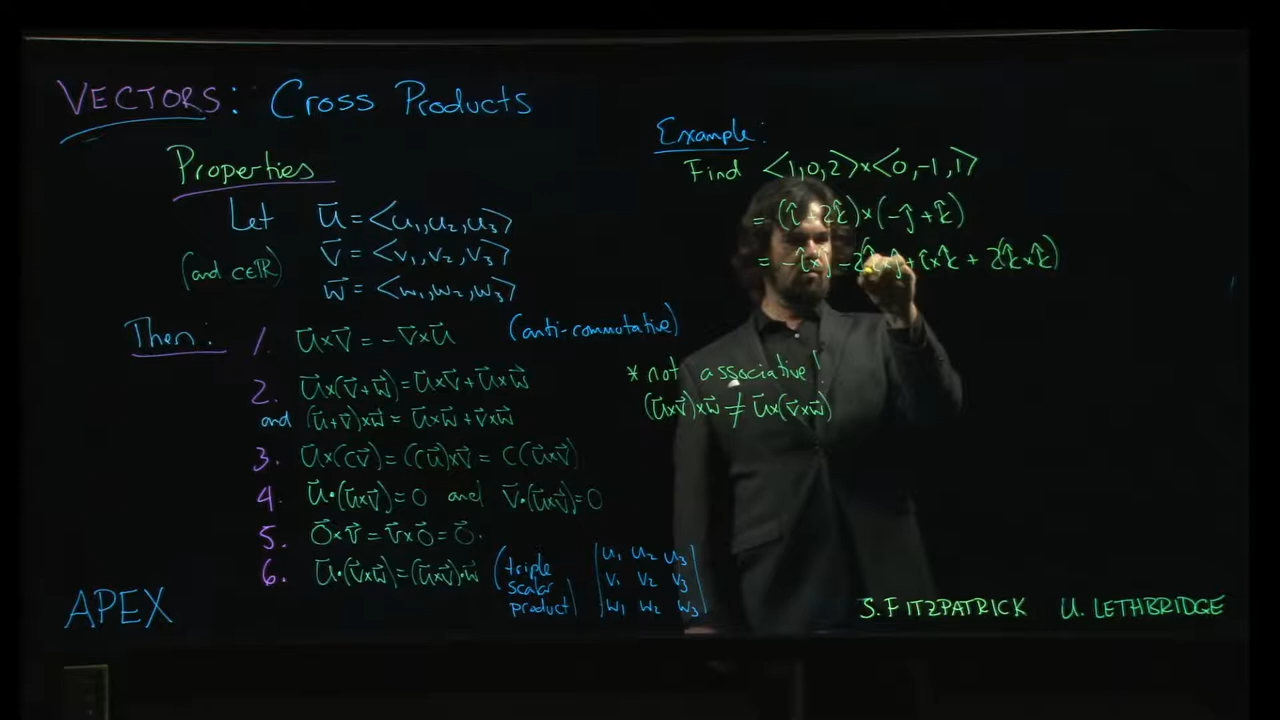 VECTORS: Cross Products
Properties
Let u⃗ = <u₁,u₂,u₃>
(and c∈ℝ) v⃗ = <v₁,v₂,v₃>
w⃗ = <w₁,w₂,w₃>
Then: 1. u⃗×v⃗ = -v⃗×u⃗ (anti-commutative)
2. u⃗×(v⃗+w⃗) = u⃗×v⃗ + u⃗×w⃗
and (u⃗+v⃗)×w⃗ = u⃗×w⃗ + v⃗×w⃗
3. u⃗×(cv⃗) = (cu⃗)×v⃗ = c(u⃗×v⃗)
4. u⃗•(u⃗×v⃗) = 0 and v⃗•(u⃗×v⃗) = 0
5. 0⃗×v⃗ = v⃗×0⃗ = 0⃗.
6. u⃗•(v⃗×w⃗) = (u⃗×v⃗)•w⃗ (triple
scalar
product)
|u₁ u₂ u₃|
|v₁ v₂ v₃|
|w₁ w₂ w₃|
* not associative!
(u⃗×v⃗)×w⃗ ≠ u⃗×(v⃗×w⃗)
Example:
Find <1,0,2>×<0,-1,1>
= (î+2k̂)×(-ĵ+k̂)
= -î×ĵ -2(k̂×ĵ + î×k̂ + 2(k̂×k̂)
APEX
S. FITZPATRICK U. LETHBRIDGE